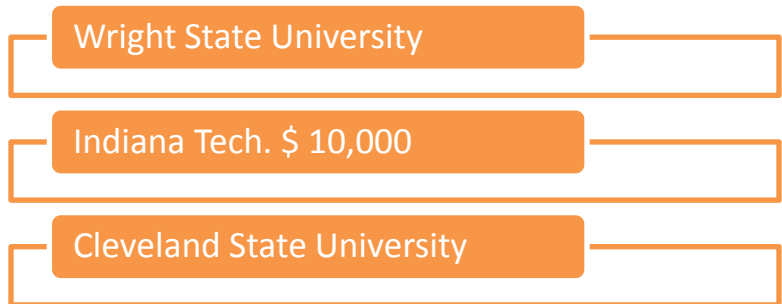 Wright State University
Indiana Tech. $ 10,000
Cleveland State University